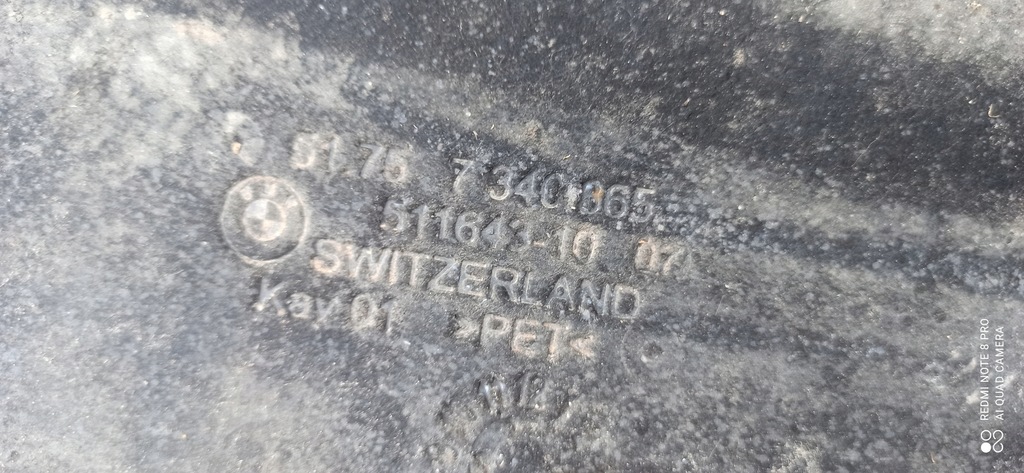 51.75 7 340.865
511643-10 07
SWITZERLAND
Kav 01 >PET<
REDMI NOTE 8 PRO
AI QUAD CAMERA